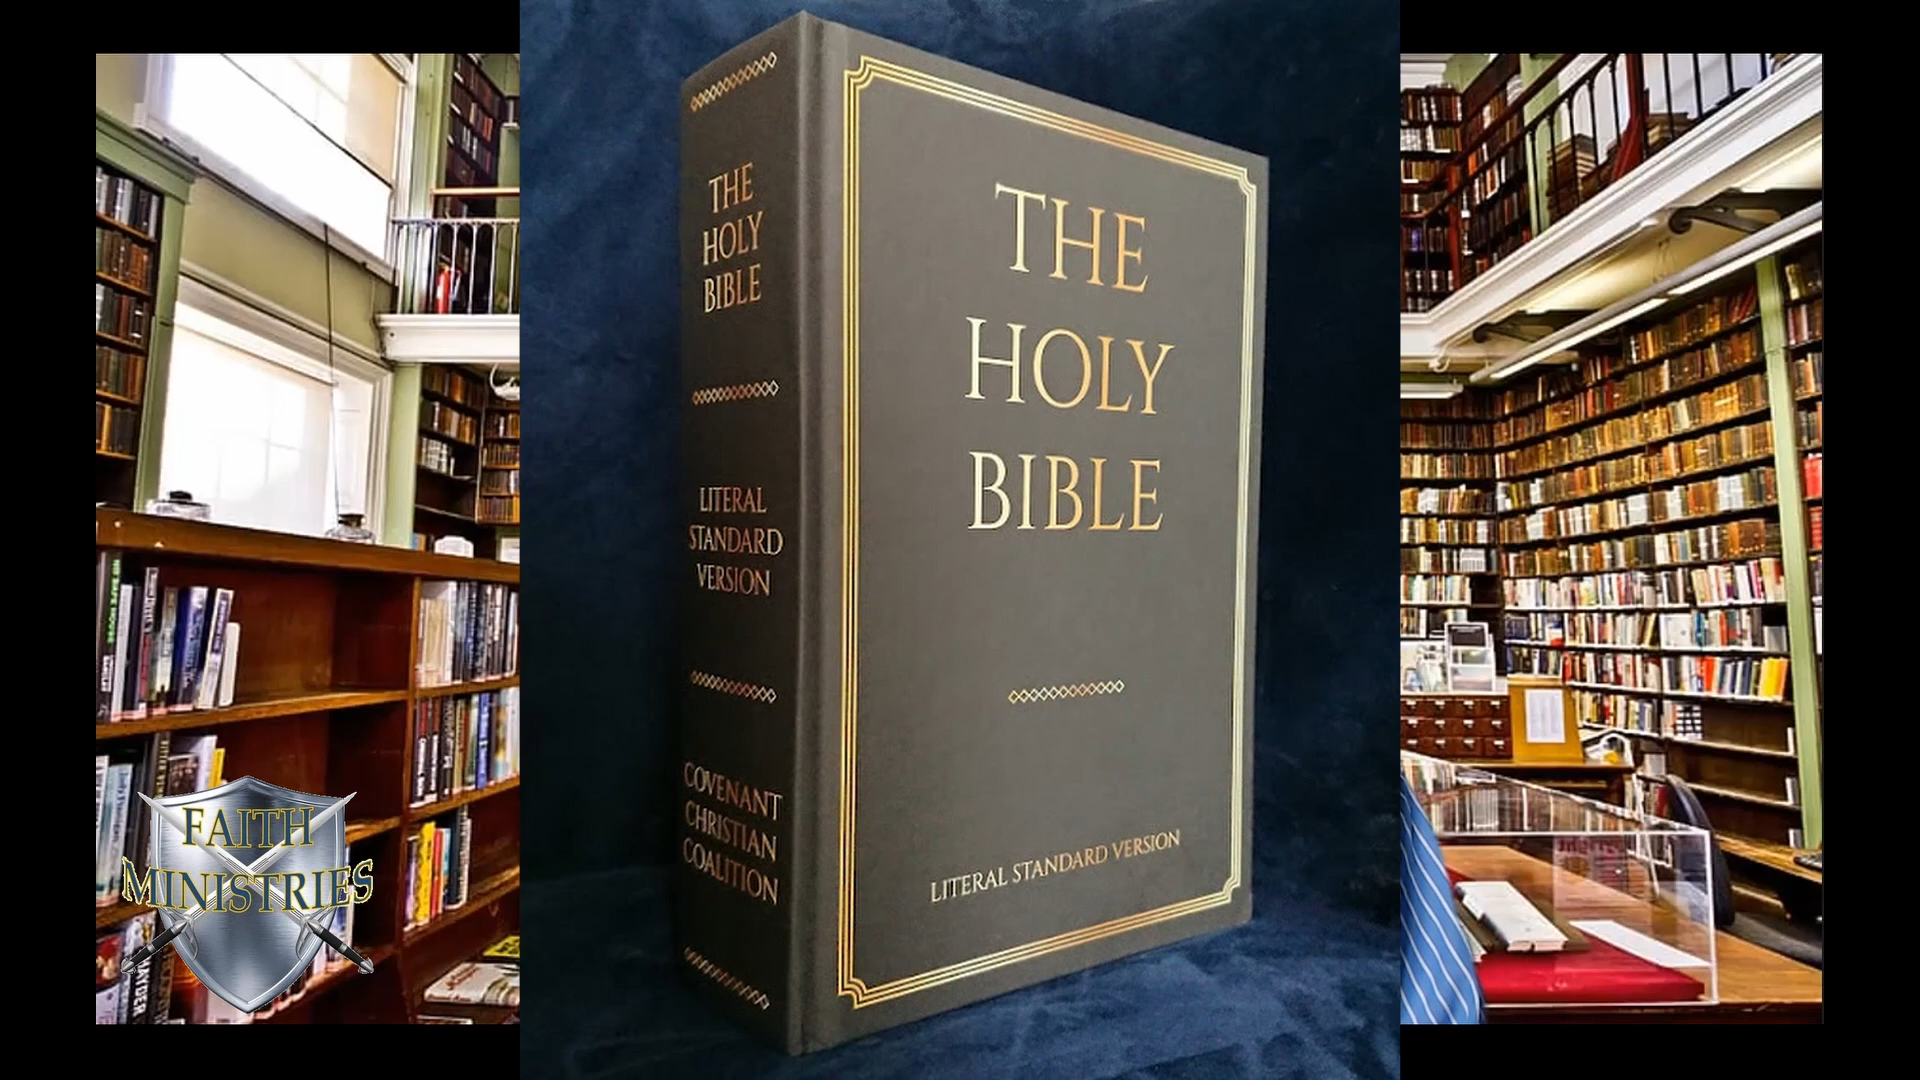 THE
HOLY
BIBLE
LITERAL
STANDARD
VERSION
COVENANT
CHRISTIAN
COALITION
THE
HOLY
BIBLE
LITERAL STANDARD VERSION
FAITH
MINISTRIES